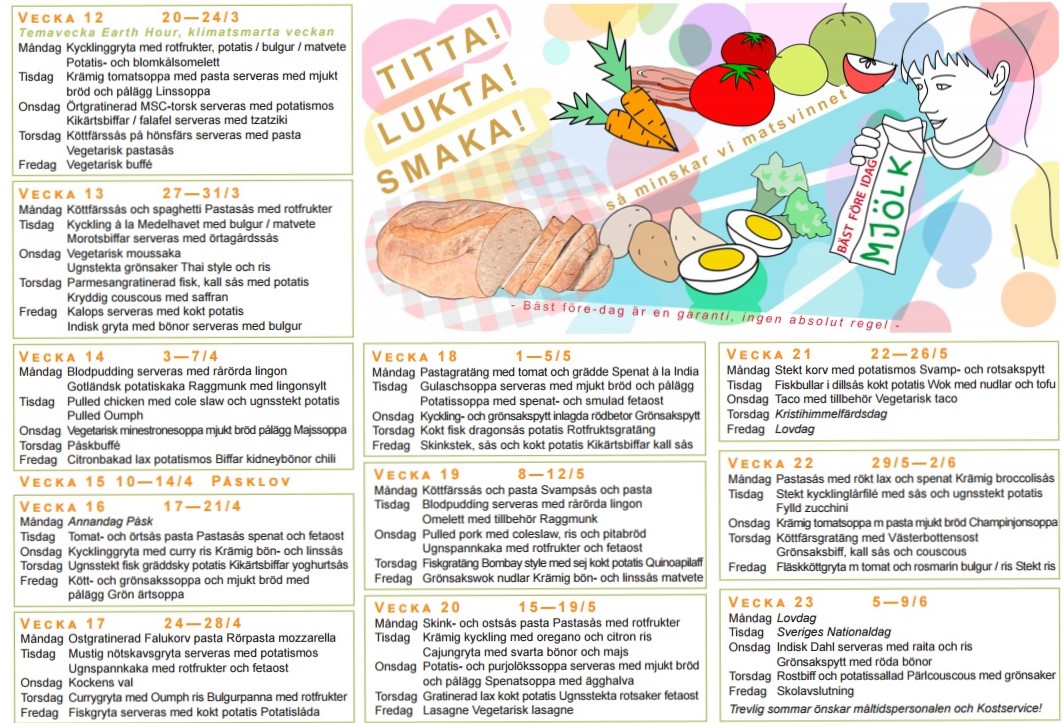 VECKA 12 20—24/3
Temavecka Earth Hour, klimatsmarta veckan
Måndag Kycklinggryta med rotfrukter, potatis / bulgur / matvete
Potatis- och blomkålsomelett
Tisdag Krämig tomatsoppa med pasta serveras med mjukt
bröd och pålägg Linssoppa
Onsdag Örtgratinerad MSC-torsk serveras med potatismos
Kikärtsbiffar / falafel serveras med tzatziki
Torsdag Köttfärssås på hönsfärs serveras med pasta
Vegetarisk pastasås
Fredag Vegetarisk buffé
VECKA 13 27—31/3
Måndag Köttfärssås och spaghetti Pastasås med rotfrukter
Tisdag Kyckling à la Medelhavet med bulgur / matvete
Morotsbiffar serveras med örtagårdssås
Onsdag Vegetarisk moussaka
Ugnstekta grönsaker Thai style och ris
Torsdag Parmesangratinerad fisk, kall sås med potatis
Kryddig couscous med saffran
Fredag Kalops serveras med kokt potatis
Indisk gryta med bönor serveras med bulgur
VECKA 14 3—7/4
Måndag Blodpudding serveras med rårörda lingon
Gotländsk potatiskaka Raggmunk med lingonsylt
Tisdag Pulled chicken med cole slaw och ugnsstekt potatis
Pulled Oumph
Onsdag Vegetarisk minestronesoppa mjukt bröd pålägg Majssoppa
Torsdag Påskbuffé
Fredag Citronbakad lax potatismos Biffar kidneybönor chili
VECKA 15 10—14/4 PÅSKLOV
VECKA 16 17—21/4
Måndag Annandag Påsk
Tisdag Tomat- och örtsås pasta Pastasås spenat och fetaost
Onsdag Kycklinggryta med curry ris Krämig bön- och linssås
Torsdag Ugnsstekt fisk gräddsky potatis Kikärtsbiffar yoghurtsås
Fredag Kött- och grönsakssoppa och mjukt bröd med
pålägg Grön ärtsoppa
VECKA 17 24—28/4
Måndag Ostgratinerad Falukorv pasta Rörpasta mozzarella
Tisdag Mustig nötskavsgryta serveras med potatismos
Ugnspannkaka med rotfrukter och fetaost
Onsdag Kockens val
Torsdag Currygryta med Oumph ris Bulgurpanna med rotfrukter
Fredag Fiskgryta serveras med kokt potatis Potatislåda
TITTA!
LUKTA!
SMAKA!
så minskar vi matsvinnet
BÄST FÖRE IDAG
MJÖLK
- Bäst före-dag är en garanti, ingen absolut regel -
VECKA 18 1—5/5
Måndag Pastagratäng med tomat och grädde Spenat à la India
Tisdag Gulaschsoppa serveras med mjukt bröd och pålägg
Potatissoppa med spenat- och smulad fetaost
Onsdag Kyckling- och grönsakspytt inlagda rödbetor Grönsakspytt
Torsdag Kokt fisk dragonsås potatis Rotfruktsgratäng
Fredag Skinkstek, sås och kokt potatis Kikärtsbiffar kall sås
VECKA 19 8—12/5
Måndag Köttfärssås och pasta Svampsås och pasta
Tisdag Blodpudding serveras med rårörda lingon
Omelett med tillbehör Raggmunk
Onsdag Pulled pork med coleslaw, ris och pitabröd
Ugnspannkaka med rotfrukter och fetaost
Torsdag Fiskgratäng Bombay style med sej kokt potatis Quinoapilaff
Fredag Grönsakswok nudlar Krämig bön- och linssås matvete
VECKA 20 15—19/5
Måndag Skink- och ostsås pasta Pastasås med rotfrukter
Tisdag Krämig kyckling med oregano och citron ris
Cajungryta med svarta bönor och majs
Onsdag Potatis- och purjolökssoppa serveras med mjukt bröd
och pålägg Spenatsoppa med ägghalva
Torsdag Gratinerad lax kokt potatis Ugnsstekta rotsaker fetaost
Fredag Lasagne Vegetarisk lasagne
VECKA 21 22—26/5
Måndag Stekt korv med potatismos Svamp- och rotsakspytt
Tisdag Fiskbullar i dillsås kokt potatis Wok med nudlar och tofu
Onsdag Taco med tillbehör Vegetarisk taco
Torsdag Kristihimmelfärdsdag
Fredag Lovdag
VECKA 22 29/5—2/6
Måndag Pastasås med rökt lax och spenat Krämig broccolisås
Tisdag Stekt kycklinglårfilé med sås och ugnsstekt potatis
Fylld zucchini
Onsdag Krämig tomatsoppa m pasta mjukt bröd Champinjonsoppa
Torsdag Köttfärsgratäng med Västerbottensost
Grönsaksbiff, kall sås och couscous
Fredag Fläskköttgryta m tomat och rosmarin bulgur / ris Stekt ris
VECKA 23 5—9/6
Måndag Lovdag
Tisdag Sveriges Nationaldag
Onsdag Indisk Dahl serveras med raita och ris
Grönsakspytt med röda bönor
Torsdag Rostbiff och potatissallad Pärlcouscous med grönsaker
Fredag Skolavslutning
Trevlig sommar önskar måltidspersonalen och Kostservice!